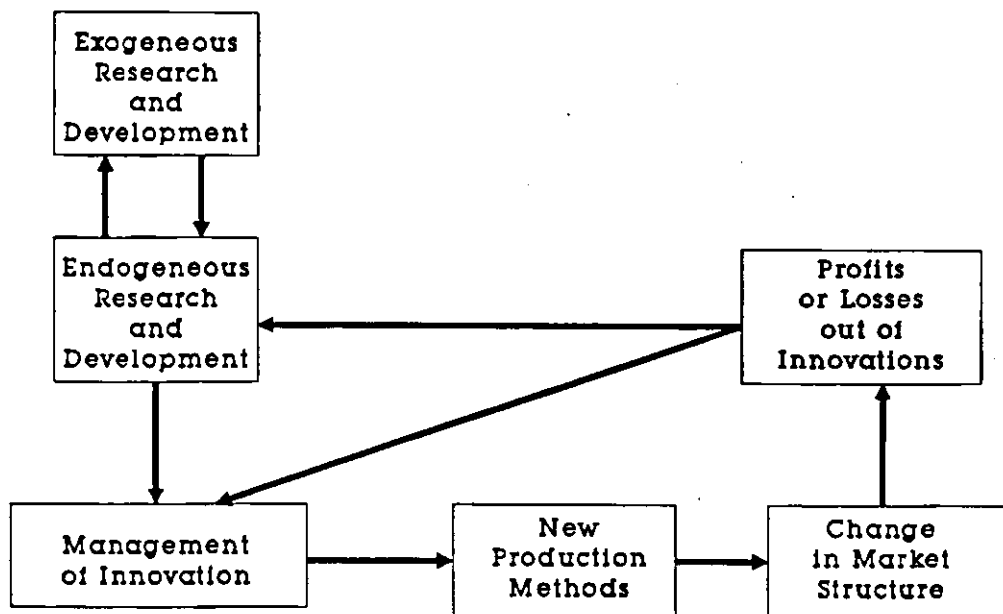 Exogeneous
Research
and
Development
Endogeneous
Research
and
Development
Profits
or Losses
out of
Innovations
Management
of Innovation
New
Production
Methods
Change
in Market
Structure